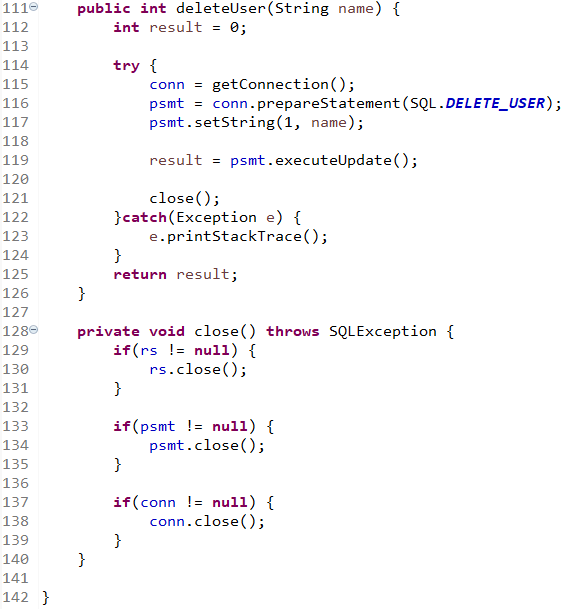 111 public int deleteUser(String name) {
112 int result = 0;
113
114 try {
115 conn = getConnection();
116 psmt = conn.prepareStatement(SQL.DELETE_USER);
117 psmt.setString(1, name);
118
119 result = psmt.executeUpdate();
120
121 close();
122 }catch(Exception e) {
123 e.printStackTrace();
124 }
125 return result;
126 }
127
128 private void close() throws SQLException {
129 if(rs != null) {
130 rs.close();
131 }
132
133 if(psmt != null) {
134 psmt.close();
135 }
136
137 if(conn != null) {
138 conn.close();
139 }
140 }
141
142 }